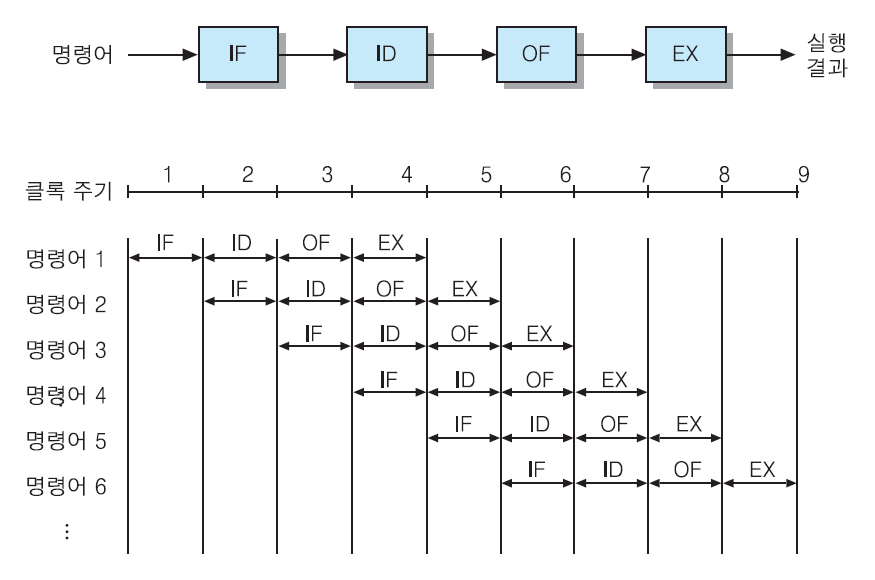 명령어 IF ID OF EX 실행
결과
클록 주기 1 2 3 4 5 6 7 8 9
명령어 1 IF ID OF EX
명령어 2 IF ID OF EX
명령어 3 IF ID OF EX
명령어 4 IF ID OF EX
명령어 5 IF ID OF EX
명령어 6 IF ID OF EX
⋮